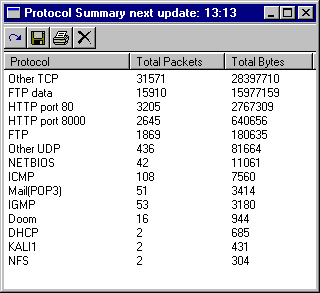 Protocol Summary next update: 13:13
Protocol Total Packets Total Bytes
Other TCP 31571 28397710
FTP data 15910 15977159
HTTP port 80 3205 2767309
HTTP port 8000 2645 640656
FTP 1869 180635
Other UDP 436 81664
NETBIOS 42 11061
ICMP 108 7560
Mail(POP3) 51 3414
IGMP 53 3180
Doom 16 944
DHCP 2 685
KALI1 2 431
NFS 2 304